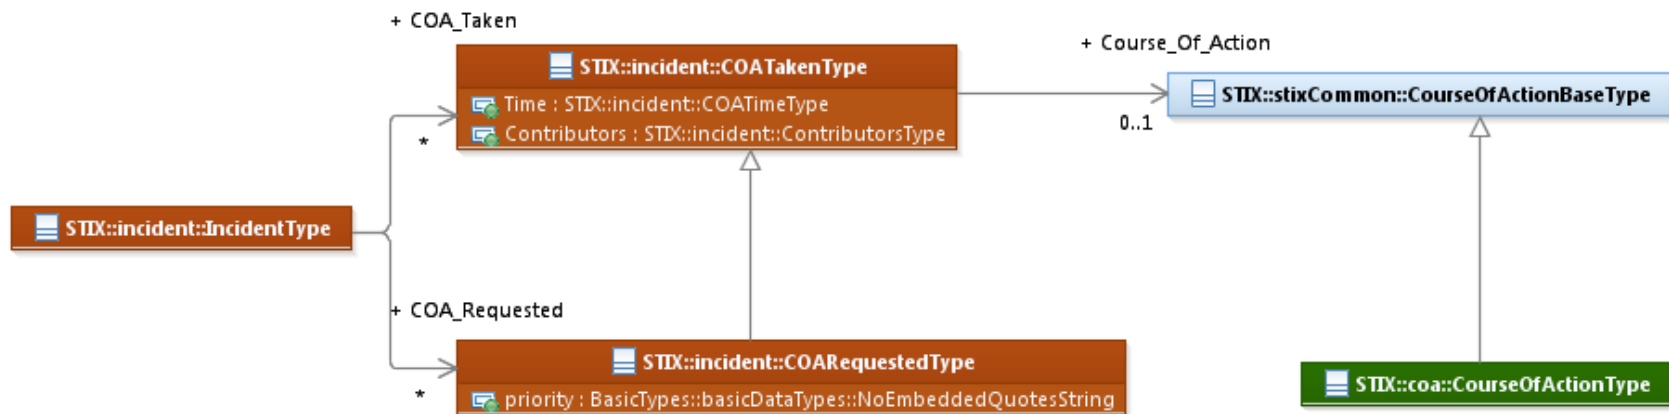 + COA_Taken
STIX::incident::COATakenType
Time : STIX::incident::COATimeType
Contributors : STIX::incident::ContributorsType
*
+ Course_Of_Action
STIX::stixCommon::CourseOfActionBaseType
0..1
STIX::incident::IncidentType
+ COA_Requested
STIX::incident::COARequestedType
priority : BasicTypes::basicDataTypes::NoEmbeddedQuotesString
*
STIX::coa::CourseOfActionType